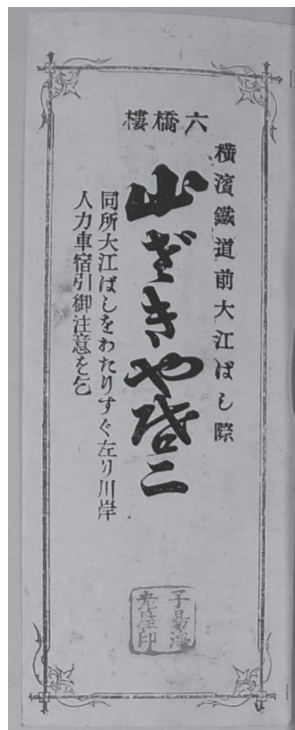 六橋樓
横濱鐵道前大江ばし際
山ざきや啓二
同所大江ばしをわたりすぐ左り川岸
人力車宿引御注意を乞